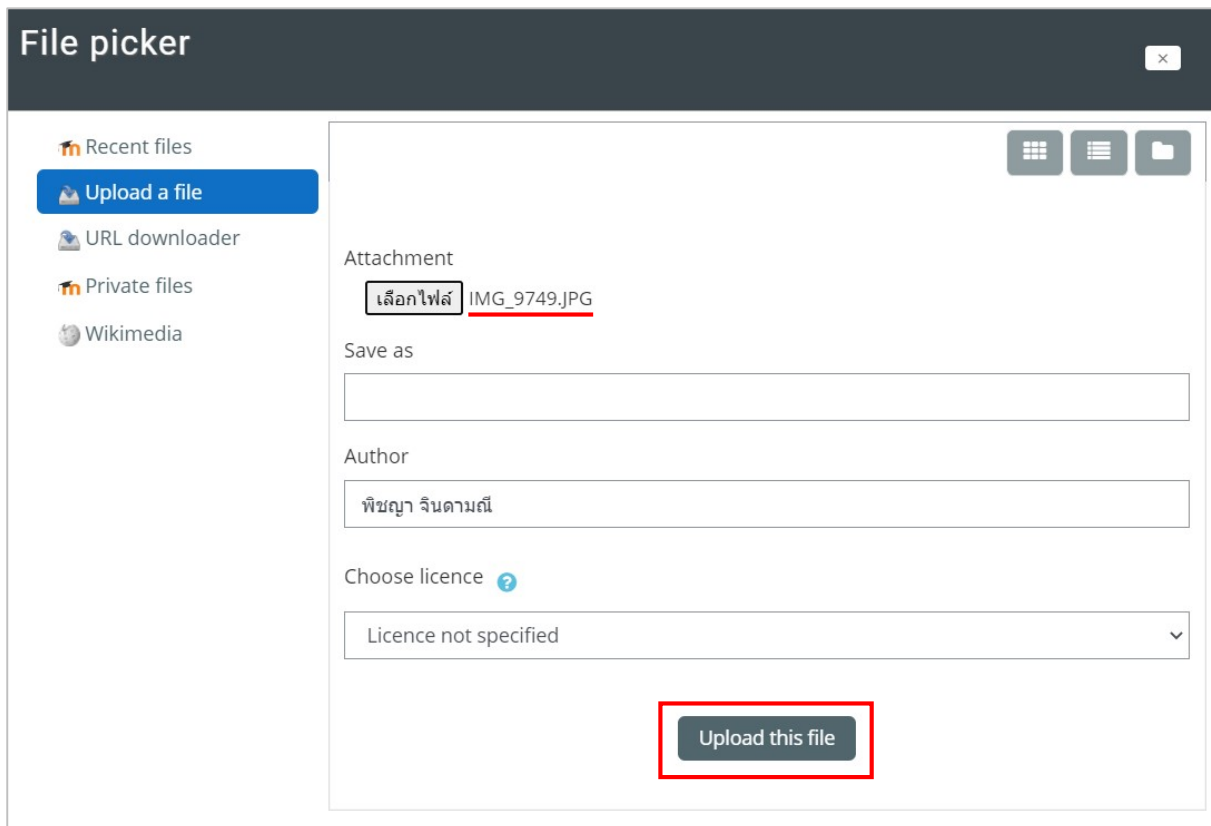 File picker
×
Recent files
Upload a file
URL downloader
Private files
Wikimedia
Attachment
เลือกไฟล์ IMG_9749.JPG
Save as
Author
พิชญา จินดามณี
Choose licence ?
Licence not specified
Upload this file